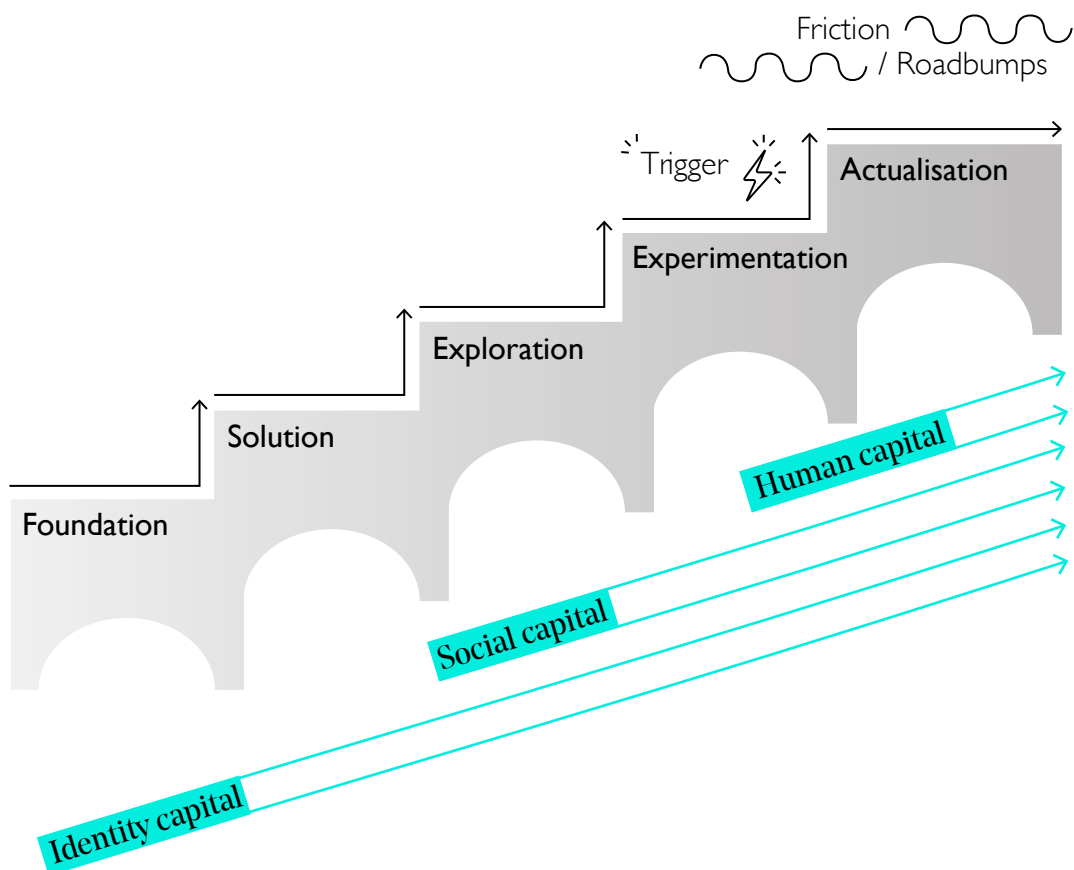 Friction
/ Roadbumps
Trigger
Actualisation
Experimentation
Exploration
Solution
Foundation
Human capital
Social capital
Identity capital